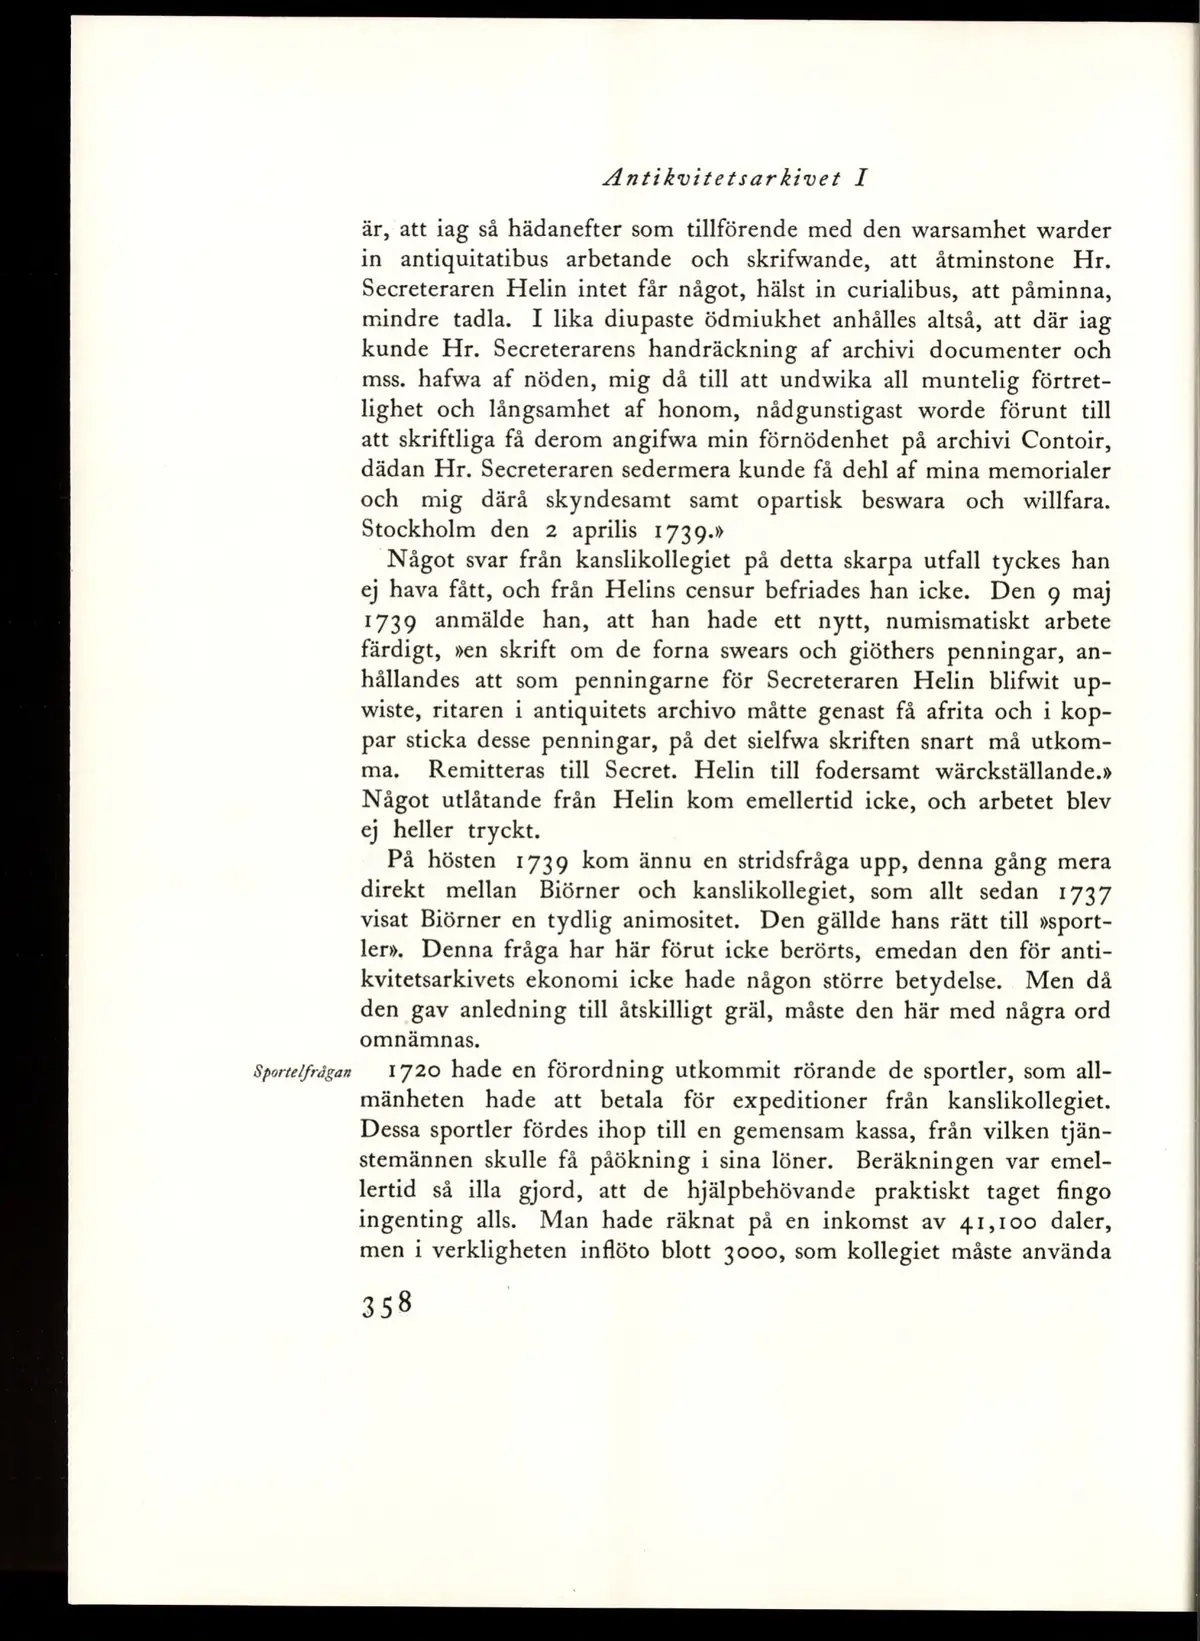 Antikvitetsarkivet I
är, att iag så hädanefter som tillförende med den warsamhet warder
in antiquitatibus arbetande och skrifwande, att åtminstone Hr.
Secreteraren Helin intet får något, hälst in curialibus, att påminna,
mindre tadla. I lika diupaste ödmiukhet anhålles altså, att där iag
kunde Hr. Secreterarens handräckning af archivi documenter och
mss. hafwa af nöden, mig då till att undwika all muntelig förtret-
lighet och långsamhet af honom, nådgunstigast worde förunt till
att skriftliga få derom angifwa min förnödenhet på archivi Contoir,
dädan Hr. Secreteraren sedermera kunde få dehl af mina memorialer
och mig därå skyndesamt samt opartisk beswara och willfara.
Stockholm den 2 aprilis 1739.»
Något svar från kanslikollegiet på detta skarpa utfall tyckes han
ej hava fått, och från Helins censur befriades han icke. Den 9 maj
1739 anmälde han, att han hade ett nytt, numismatiskt arbete
färdigt, »en skrift om de forna swears och giöthers penningar, an-
hållandes att som penningarne för Secreteraren Helin blifwit up-
wiste, ritaren i antiquitets archivo måtte genast få afrita och i kop-
par sticka desse penningar, på det sielfwa skriften snart må utkom-
ma. Remitteras till Secret. Helin till fodersamt wärckställande.»
Något utlåtande från Helin kom emellertid icke, och arbetet blev
ej heller tryckt.
På hösten 1739 kom ännu en stridsfråga upp, denna gång mera
direkt mellan Biörner och kanslikollegiet, som allt sedan 1737
visat Biörner en tydlig animositet. Den gällde hans rätt till »sport-
ler». Denna fråga har här förut icke berörts, emedan den för anti-
kvitetsarkivets ekonomi icke hade någon större betydelse. Men då
den gav anledning till åtskilligt gräl, måste den här med några ord
omnämnas.
Sportelfrågan 1720 hade en förordning utkommit rörande de sportler, som all-
mänheten hade att betala för expeditioner från kanslikollegiet.
Dessa sportler fördes ihop till en gemensam kassa, från vilken tjän-
stemännen skulle få påökning i sina löner. Beräkningen var emel-
lertid så illa gjord, att de hjälpbehövande praktiskt taget fingo
ingenting alls. Man hade räknat på en inkomst av 41,100 daler,
men i verkligheten inflöto blott 3000, som kollegiet måste använda
358